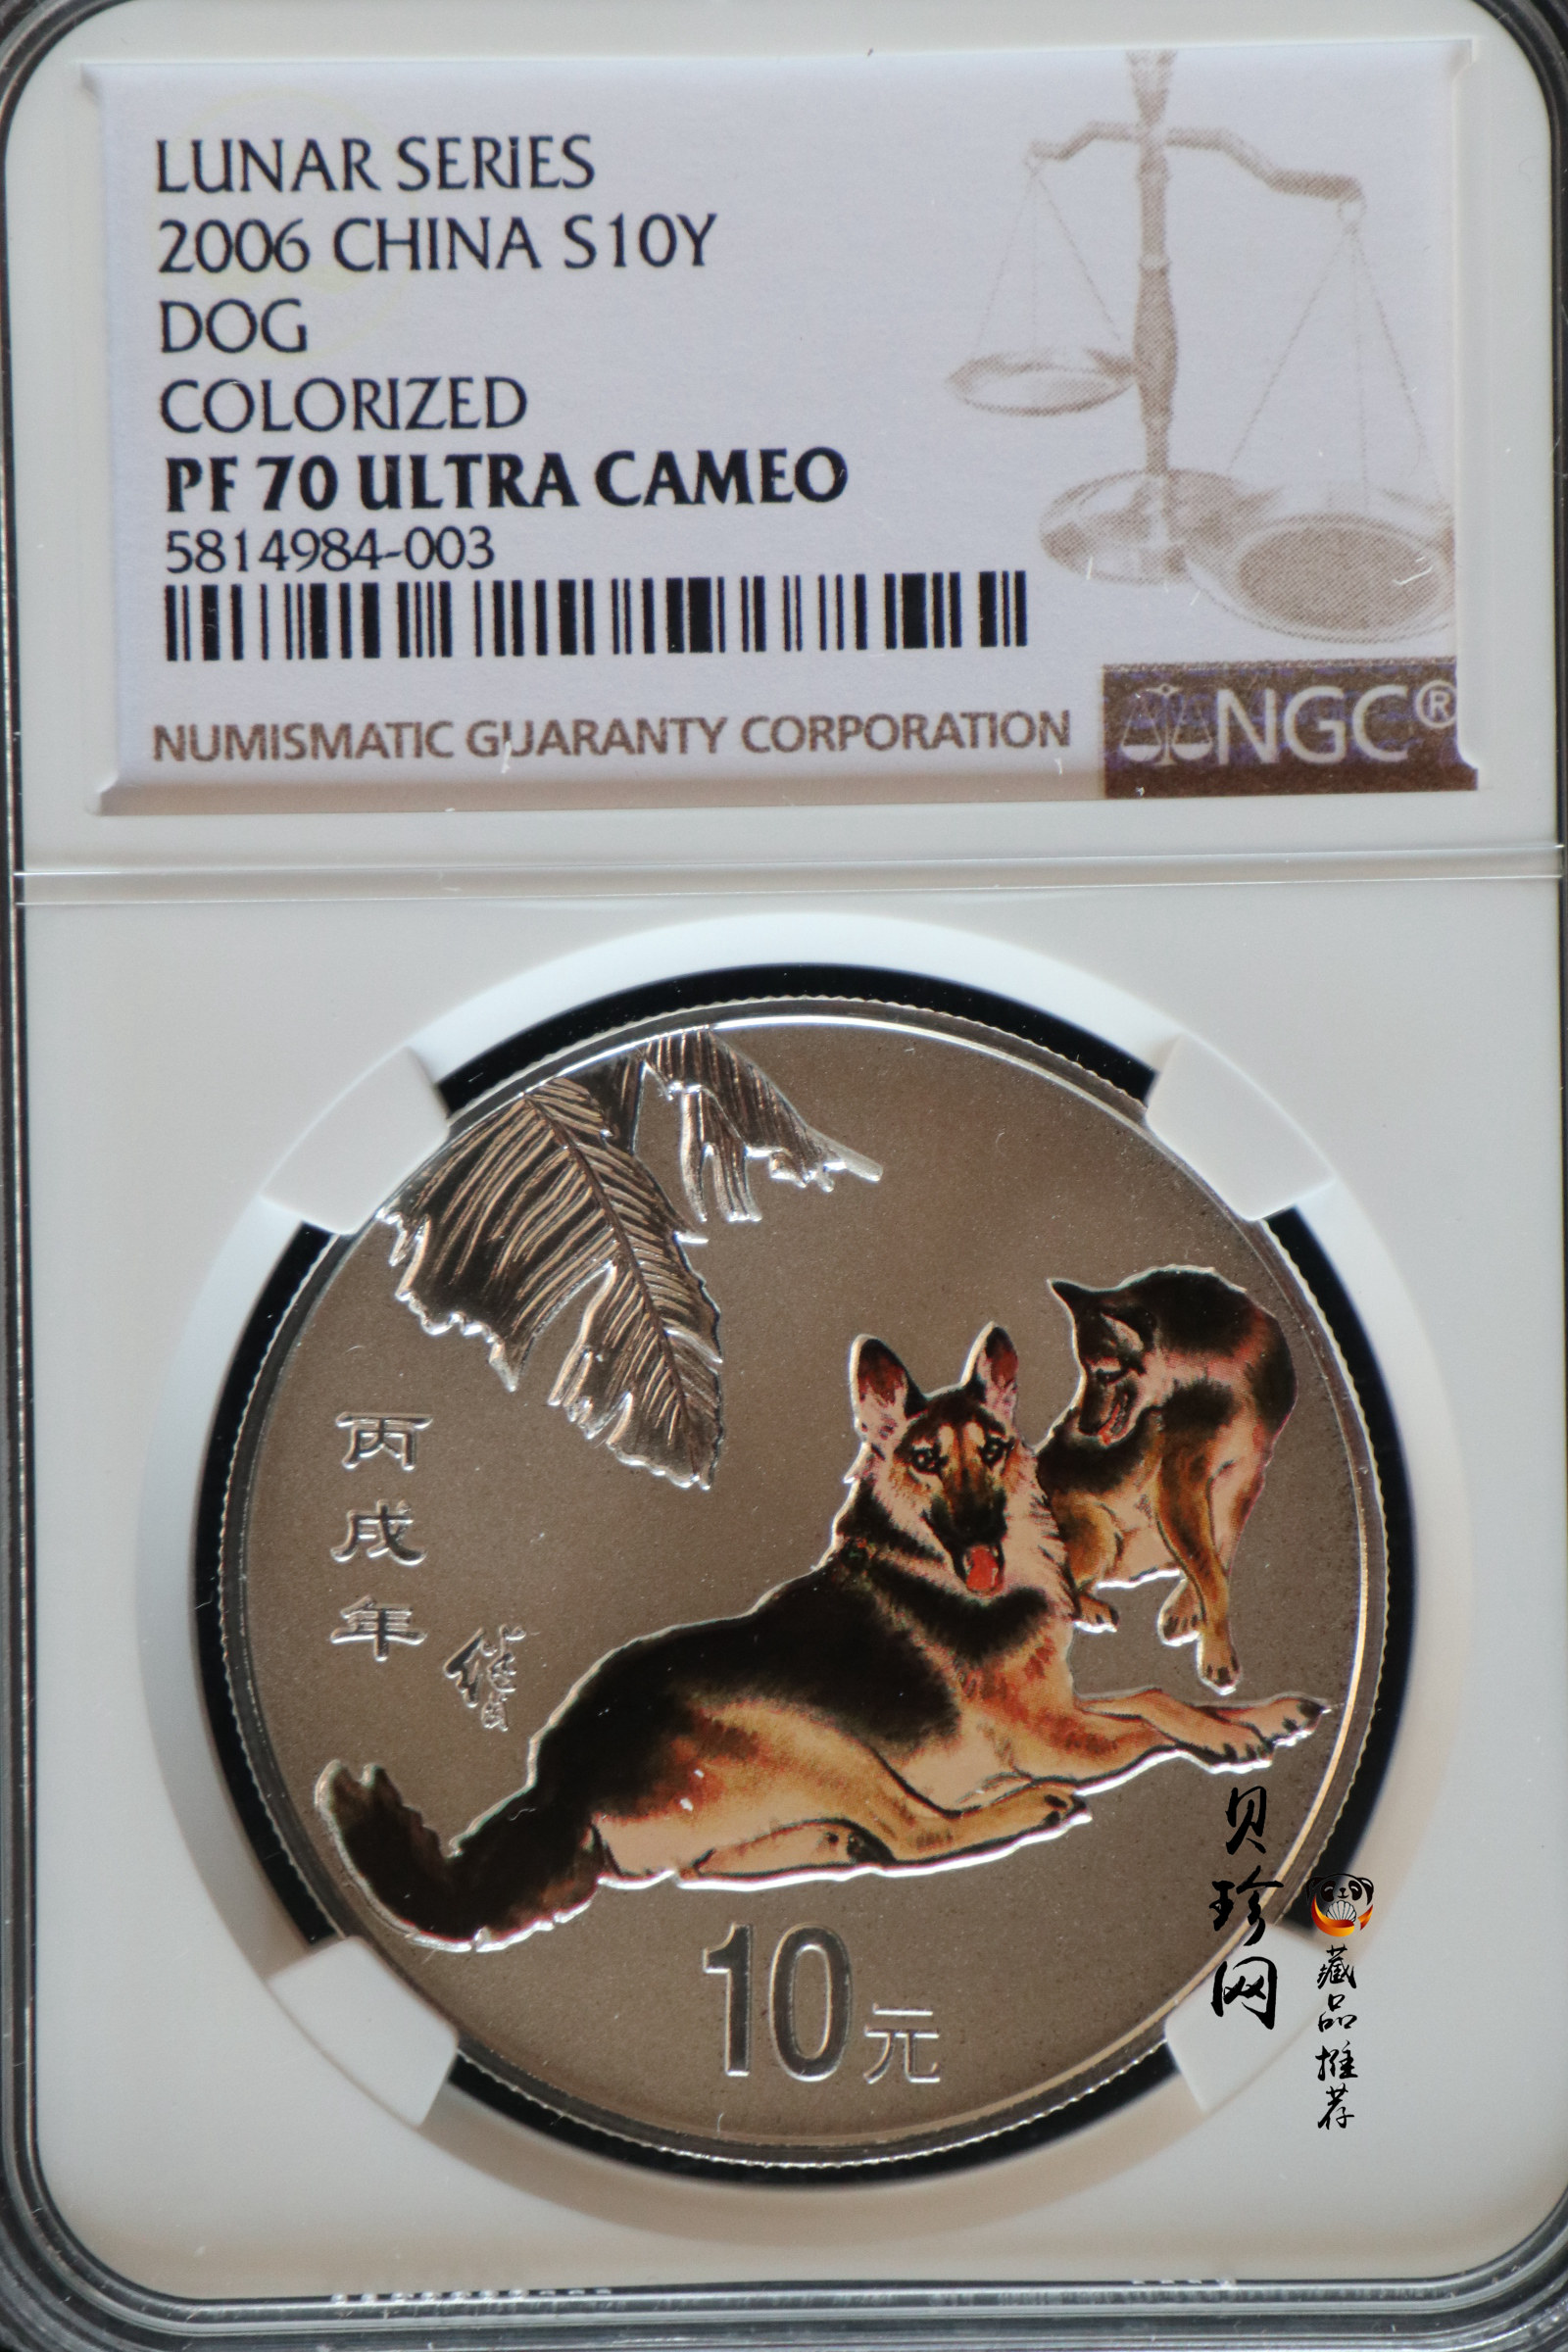 LUNAR SERIES
2006 CHINA S10Y
DOG
COLORIZED
PF 70 ULTRA CAMEO
5814984-003
NUMISMATIC GUARANTY CORPORATION
NGC®
丙戌年
10元
贝珍网
藏品推荐